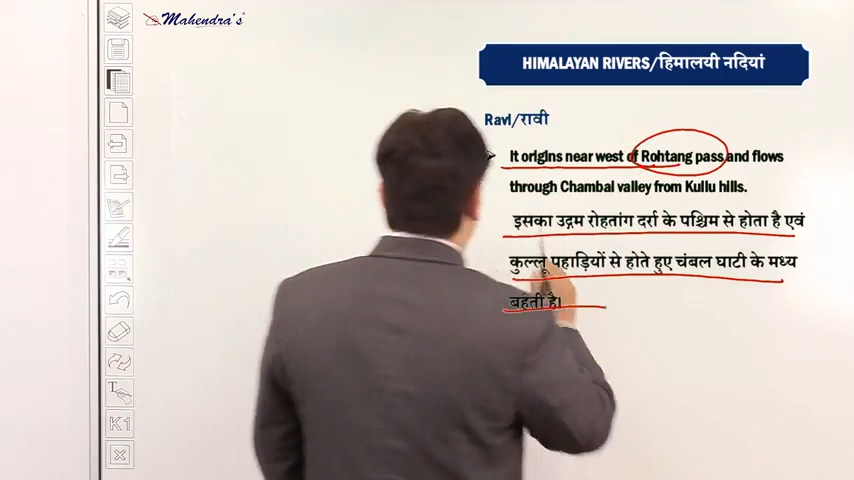 Mahendra's
HIMALAYAN RIVERS/हिमालयी नदियां
Ravi/रावी
It origins near west of Rohtang pass and flows
through Chambal valley from Kullu hills.
इसका उद्गम रोहतांग दर्रा के पश्चिम से होता है एवं
कुल्लू पहाड़ियों से होते हुए चंबल घाटी के मध्य
बहती है।
T
K1